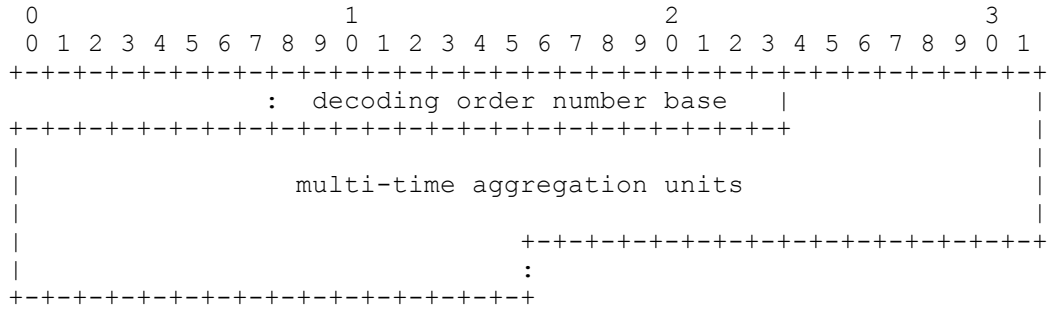 0                   1                   2                   3
 0 1 2 3 4 5 6 7 8 9 0 1 2 3 4 5 6 7 8 9 0 1 2 3 4 5 6 7 8 9 0 1
+-+-+-+-+-+-+-+-+-+-+-+-+-+-+-+-+-+-+-+-+-+-+-+-+-+-+-+-+-+-+-+-+
                :  decoding order number base   |               |
+-+-+-+-+-+-+-+-+-+-+-+-+-+-+-+-+-+-+-+-+-+-+-+-+               |
|                                                               |
|                 multi-time aggregation units                  |
|                                                               |
|                               +-+-+-+-+-+-+-+-+-+-+-+-+-+-+-+-+
|                               :
+-+-+-+-+-+-+-+-+-+-+-+-+-+-+-+-+